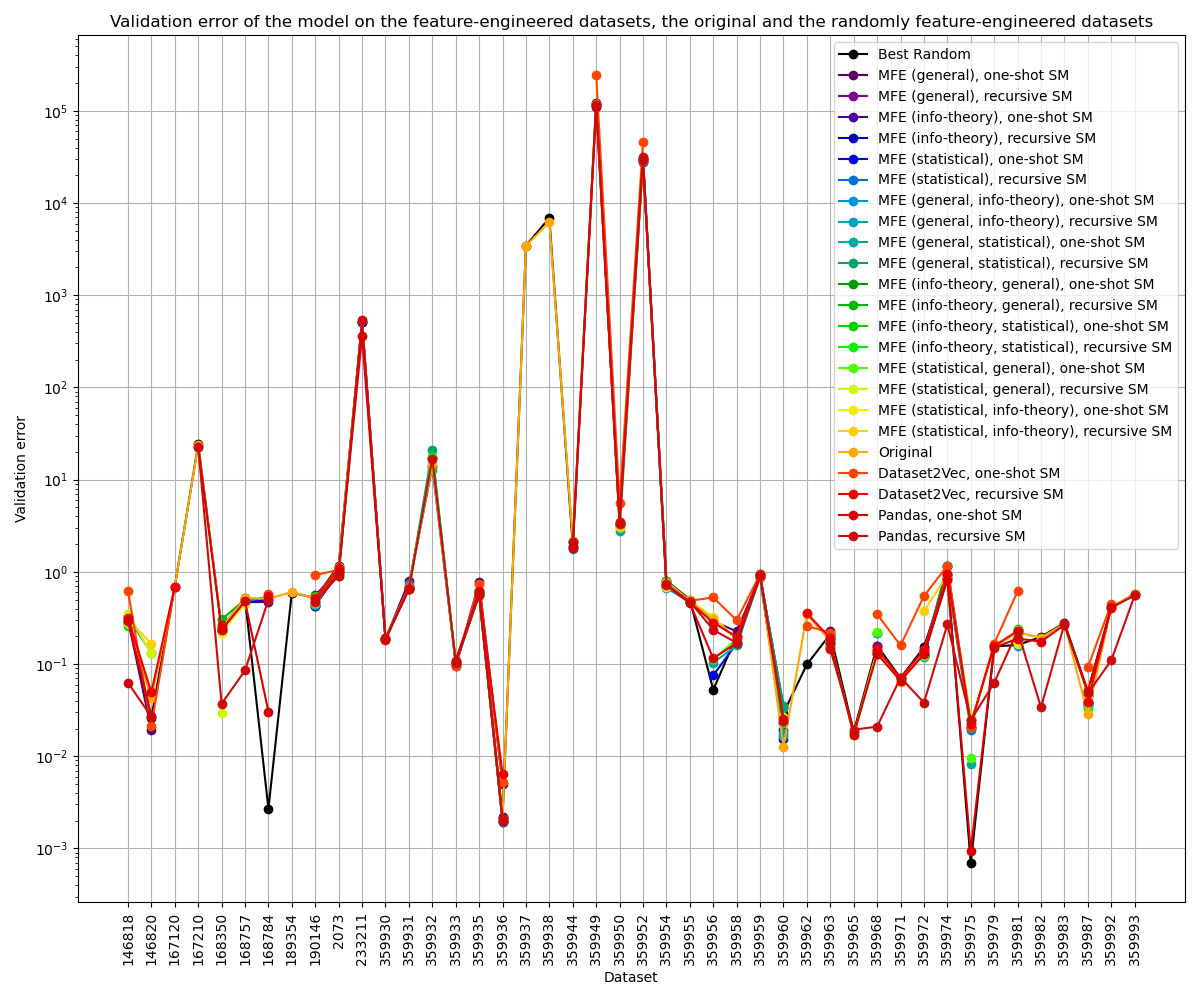 Validation error of the model on the feature-engineered datasets, the original and the randomly feature-engineered datasets
Best Random
MFE (general), one-shot SM
MFE (general), recursive SM
MFE (info-theory), one-shot SM
MFE (info-theory), recursive SM
MFE (statistical), one-shot SM
MFE (statistical), recursive SM
MFE (general, info-theory), one-shot SM
MFE (general, info-theory), recursive SM
MFE (general, statistical), one-shot SM
MFE (general, statistical), recursive SM
MFE (info-theory, general), one-shot SM
MFE (info-theory, general), recursive SM
MFE (info-theory, statistical), one-shot SM
MFE (info-theory, statistical), recursive SM
MFE (statistical, general), one-shot SM
MFE (statistical, general), recursive SM
MFE (statistical, info-theory), one-shot SM
MFE (statistical, info-theory), recursive SM
Original
Dataset2Vec, one-shot SM
Dataset2Vec, recursive SM
Pandas, one-shot SM
Pandas, recursive SM
Validation error
10⁵
10⁴
10³
10²
10¹
10⁰
10⁻¹
10⁻²
10⁻³
146818
146820
167120
167210
168350
168757
168784
189354
190146
2073
233211
359930
359931
359932
359933
359935
359936
359937
359938
359944
359949
359950
359952
359954
359955
359956
359958
359959
359960
359962
359963
359965
359968
359971
359972
359974
359975
359979
359981
359982
359983
359987
359992
359993
Dataset